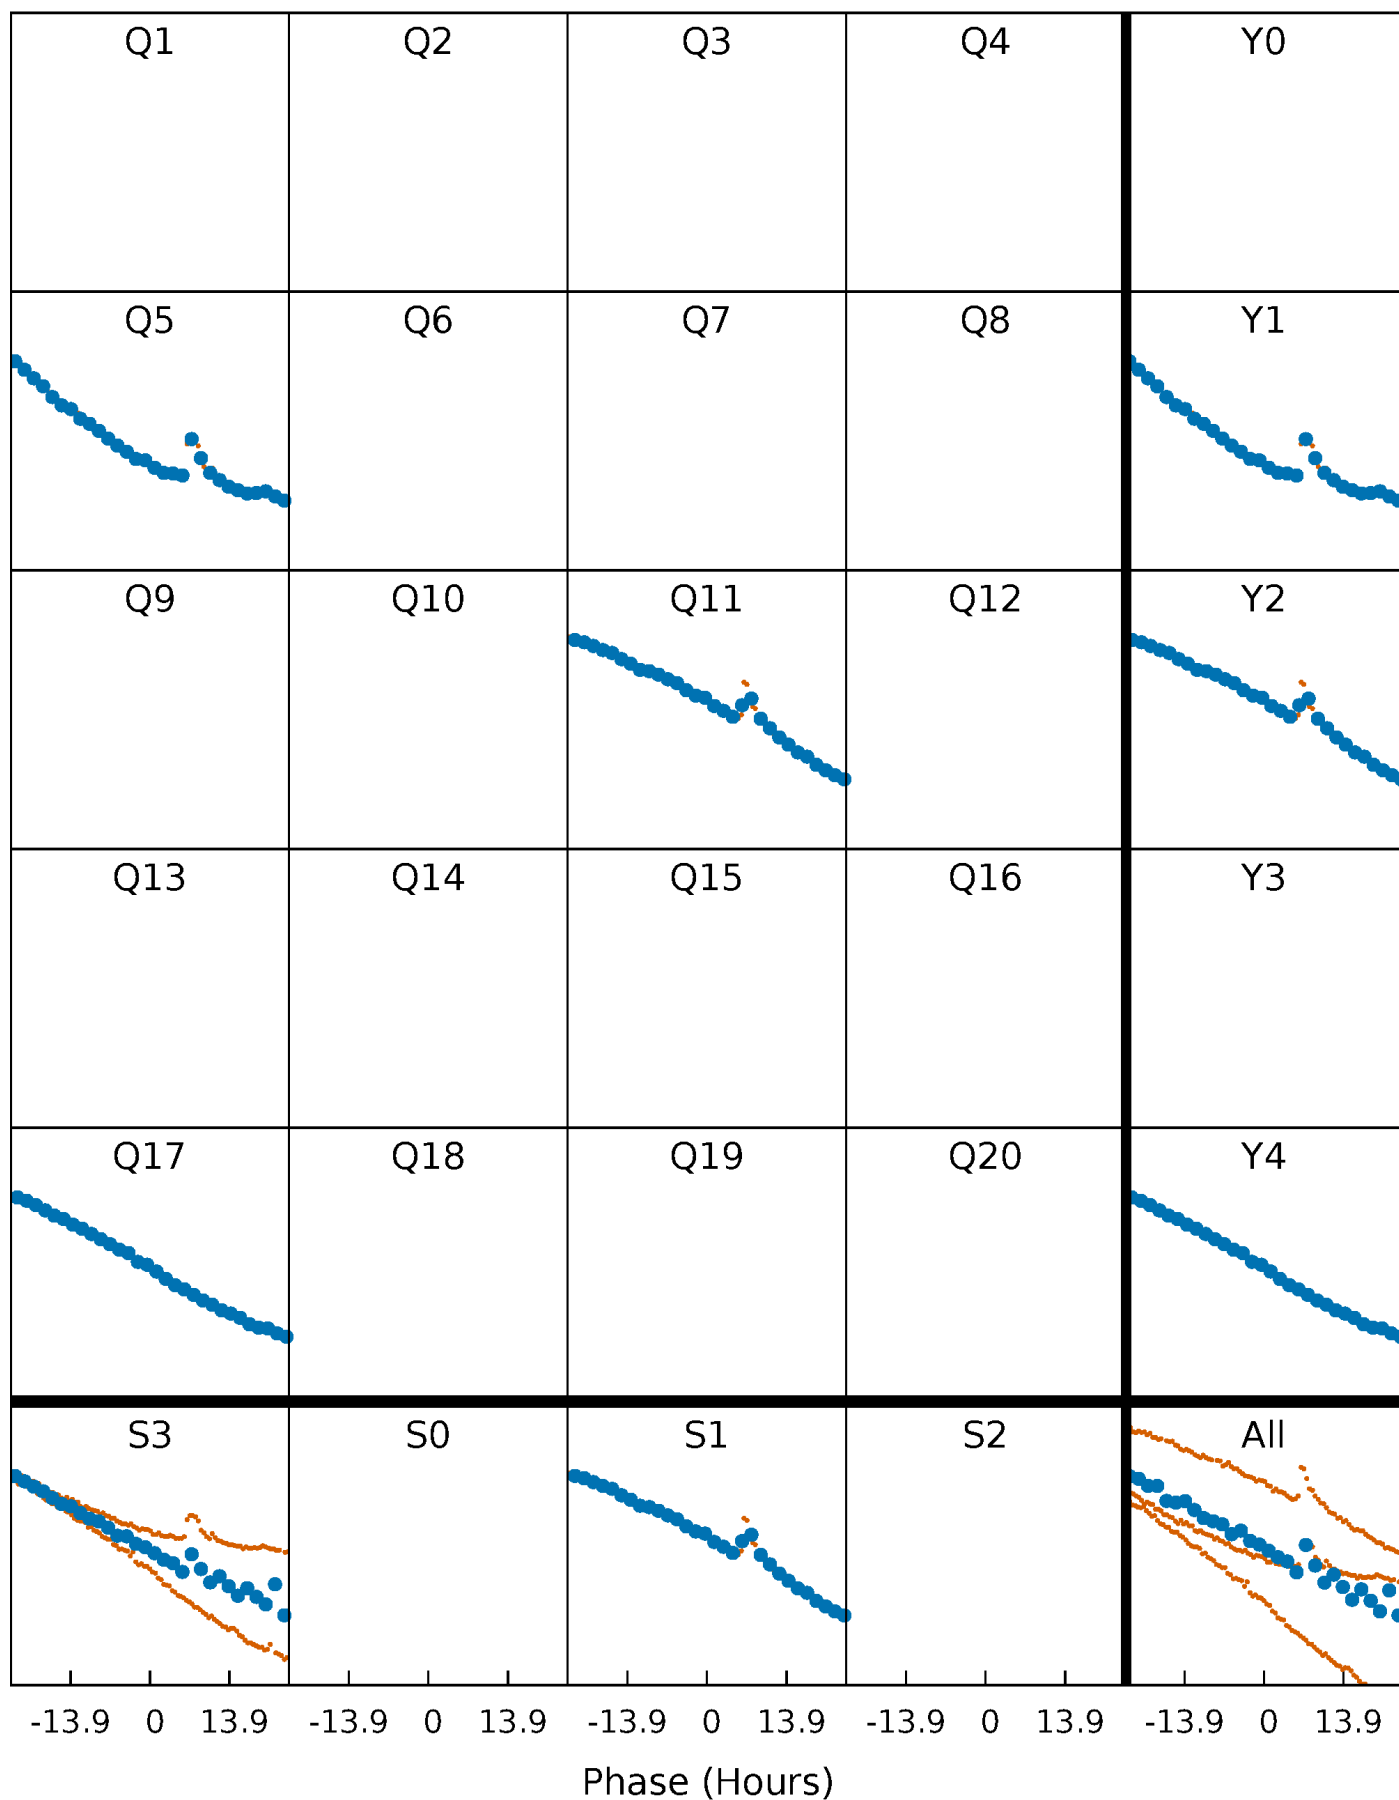 Q1 Q2 Q3 Q4 Y0
Q5 Q6 Q7 Q8 Y1
Q9 Q10 Q11 Q12 Y2
Q13 Q14 Q15 Q16 Y3
Q17 Q18 Q19 Q20 Y4
S3 S0 S1 S2 All
-13.9 0 13.9 -13.9 0 13.9 -13.9 0 13.9 -13.9 0 13.9 -13.9 0 13.9
Phase (Hours)